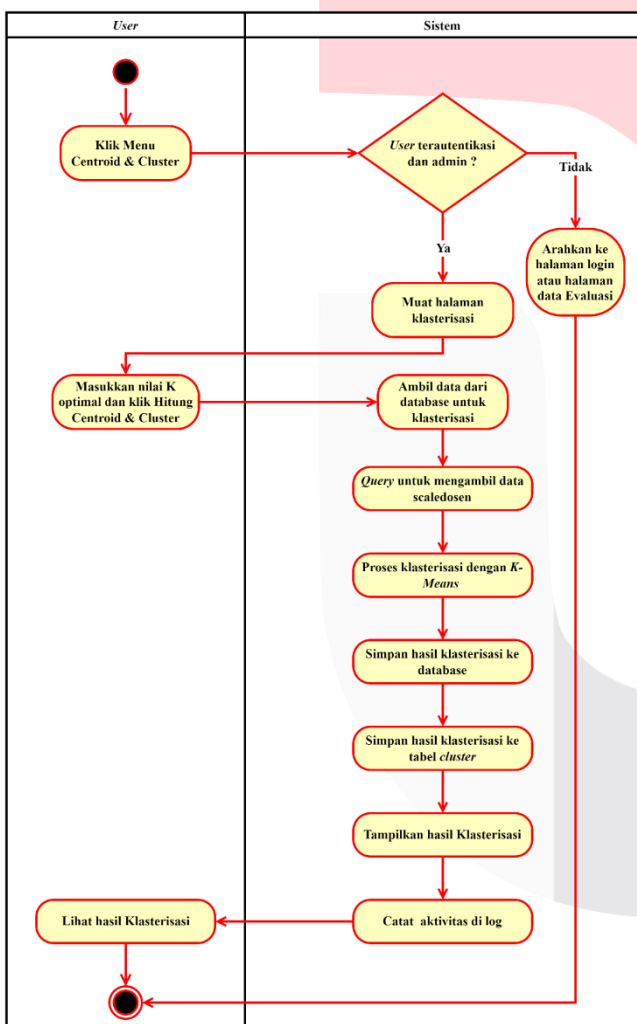 User
Sistem
Klik Menu
Centroid & Cluster
User terautentikasi
dan admin ?
Tidak
Ya
Arahkan ke
halaman login
atau halaman
data Evaluasi
Muat halaman
klasterisasi
Masukkan nilai K
optimal dan klik Hitung
Centroid & Cluster
Ambil data dari
database untuk
klasterisasi
Query untuk mengambil data
scaledosen
Proses klasterisasi dengan K-
Means
Simpan hasil klasterisasi ke
database
Simpan hasil klasterisasi ke
tabel cluster
Tampilkan hasil Klasterisasi
Catat aktivitas di log
Lihat hasil Klasterisasi